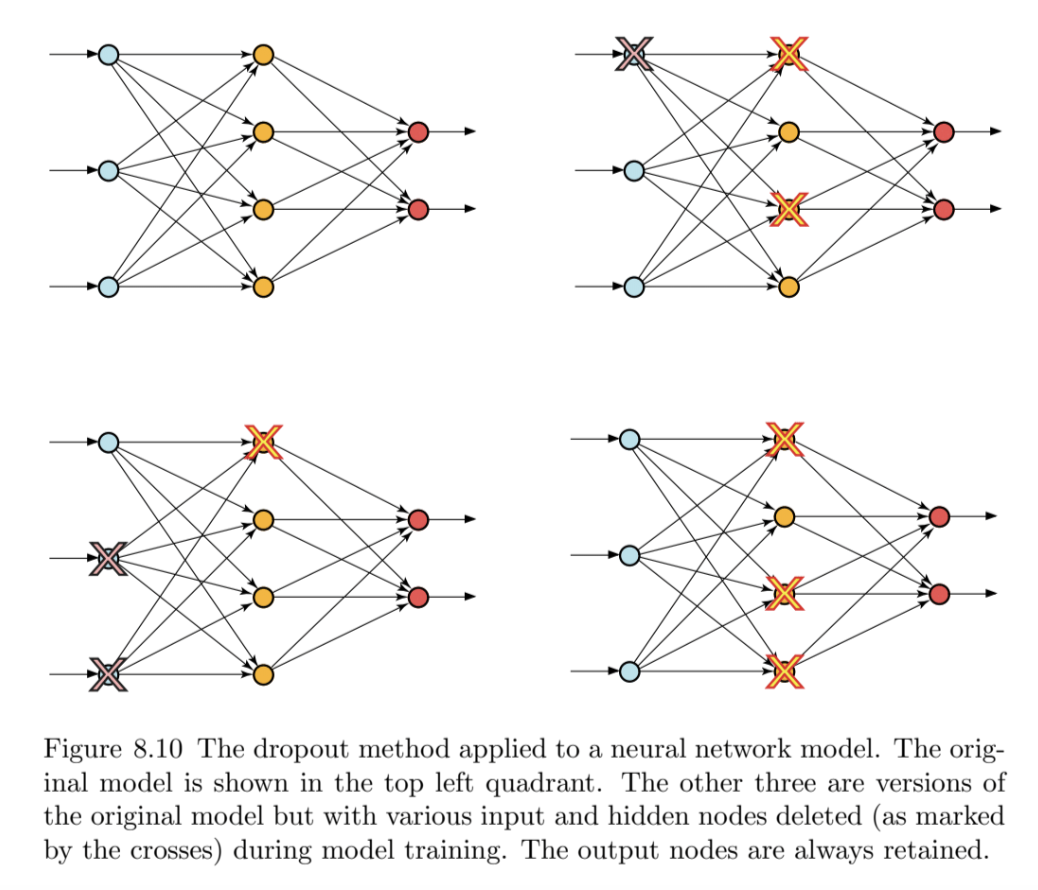 Figure 8.10 The dropout method applied to a neural network model. The orig-
inal model is shown in the top left quadrant. The other three are versions of
the original model but with various input and hidden nodes deleted (as marked
by the crosses) during model training. The output nodes are always retained.